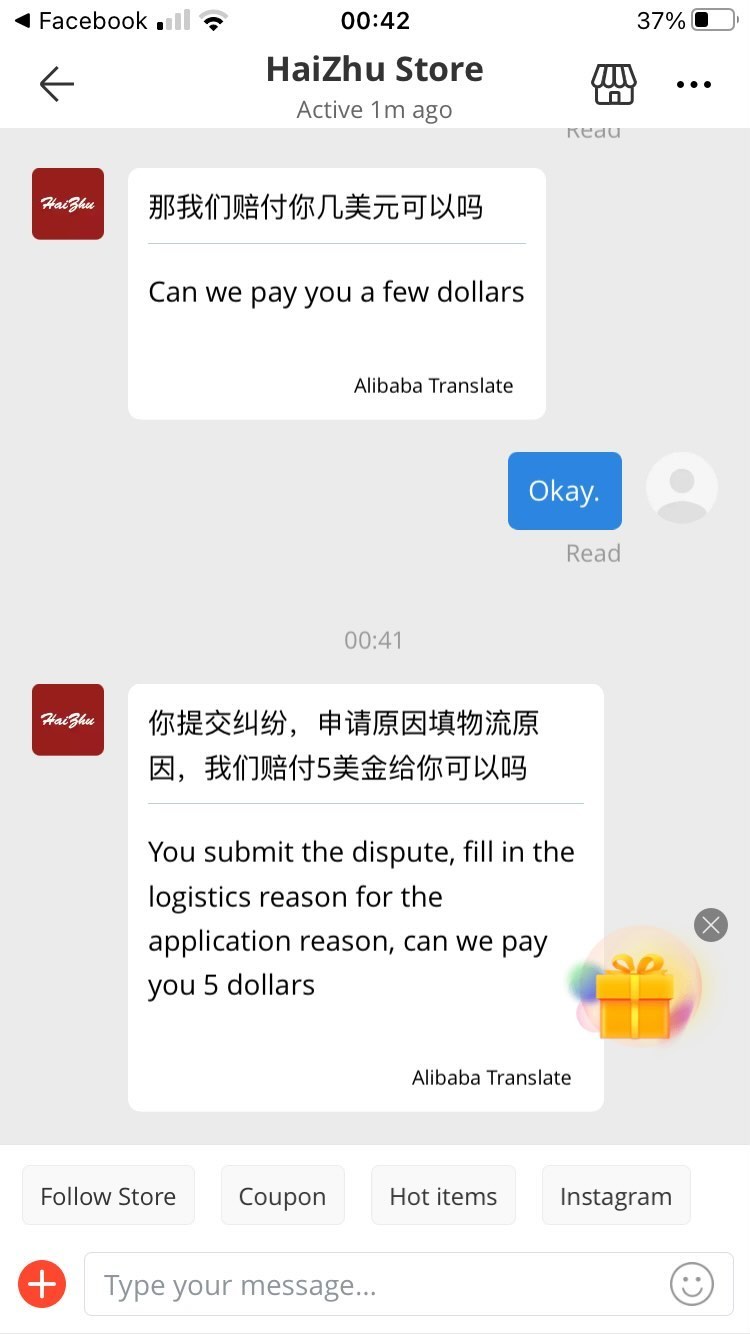 ◀ Facebook 00:42 37%
HaiZhu Store
Active 1m ago
Read
HaiZhu
那我们赔付你几美元可以吗
Can we pay you a few dollars
Alibaba Translate
Okay.
Read
00:41
HaiZhu
你提交纠纷，申请原因填物流原
因，我们赔付5美金给你可以吗
You submit the dispute, fill in the
logistics reason for the
application reason, can we pay
you 5 dollars
Alibaba Translate
Follow Store Coupon Hot items Instagram
Type your message...